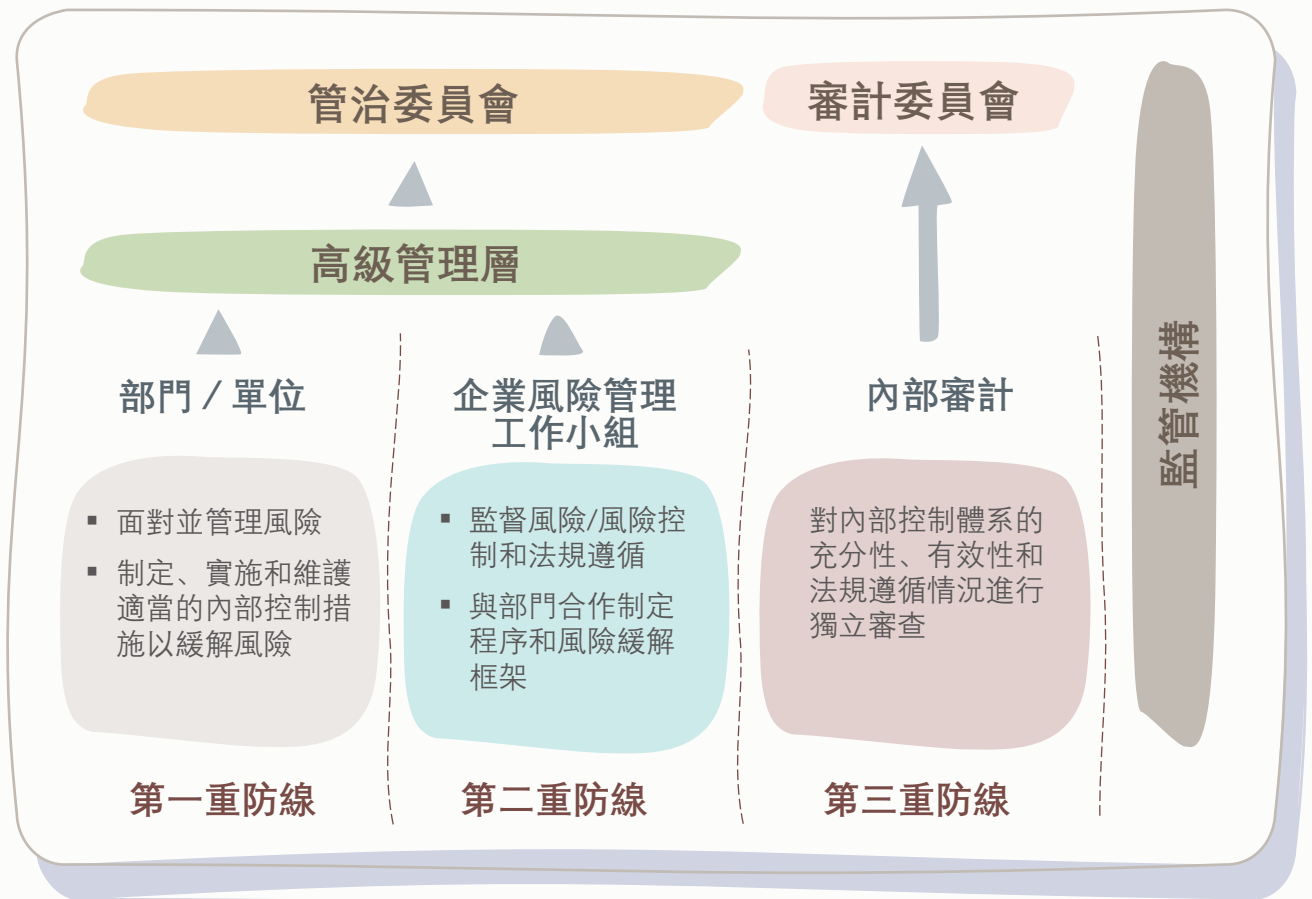 管治委員會
審計委員會
高級管理層
部門 / 單位
企業風險管理
工作小組
內部審計
▪ 面對並管理風險
▪ 制定、實施和維護
適當的內部控制措
施以緩解風險
▪ 監督風險/風險控
制和法規遵循
▪ 與部門合作制定
程序和風險緩解
框架
對內部控制體系的
充分性、有效性和
法規遵循情況進行
獨立審查
第一重防線
第二重防線
第三重防線
監管機構